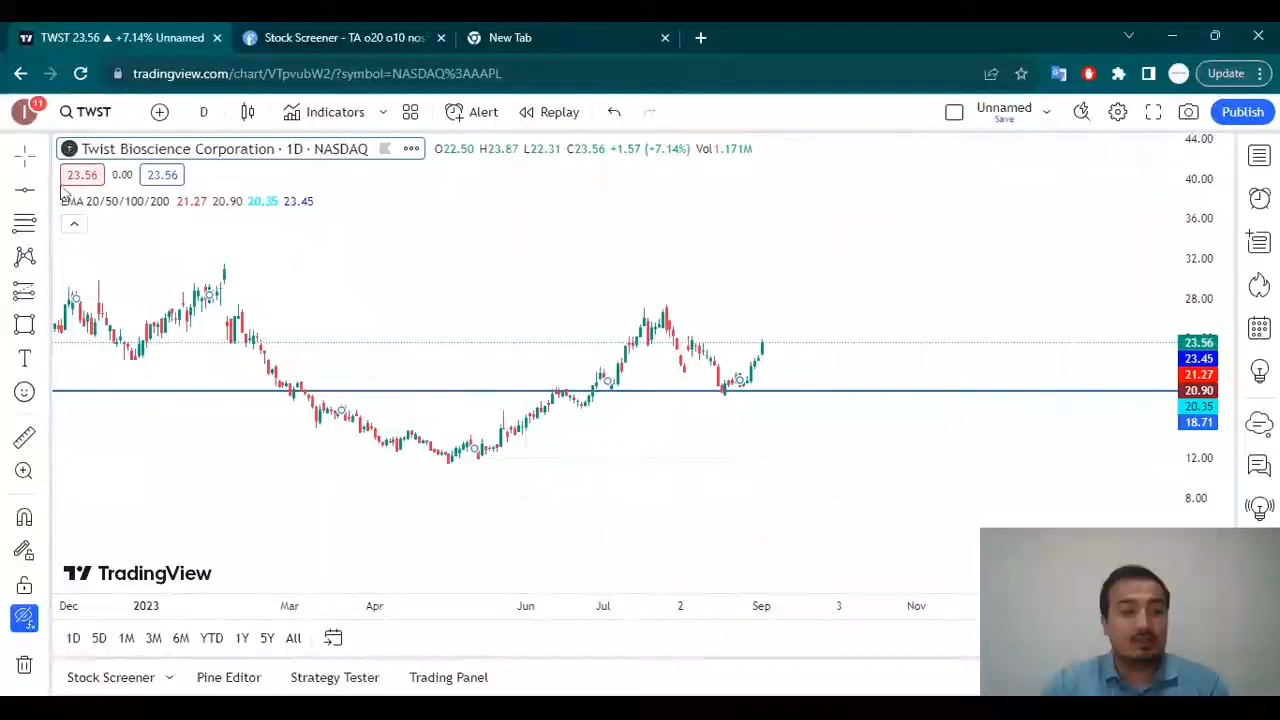 TWST 23.56 ▲ +7.14% Unnamed
Stock Screener - TA o20 o10 nos
New Tab
tradingview.com/chart/VTpvubW2/?symbol=NASDAQ%3AAAPL
Update
11
TWST
D
Indicators
Alert
Replay
Unnamed
Save
Publish
Twist Bioscience Corporation · 1D · NASDAQ
O22.50 H23.87 L22.31 C23.56 +1.57 (+7.14%) Vol1.171M
23.56
0.00
23.56
EMA 20/50/100/200 21.27 20.90 20.35 23.45
44.00
40.00
36.00
32.00
28.00
23.56
23.45
21.27
20.90
20.35
18.71
12.00
8.00
TradingView
Dec 2023 Mar Apr Jun Jul 2 Sep 3 Nov
1D 5D 1M 3M 6M YTD 1Y 5Y All
Stock Screener
Pine Editor
Strategy Tester
Trading Panel